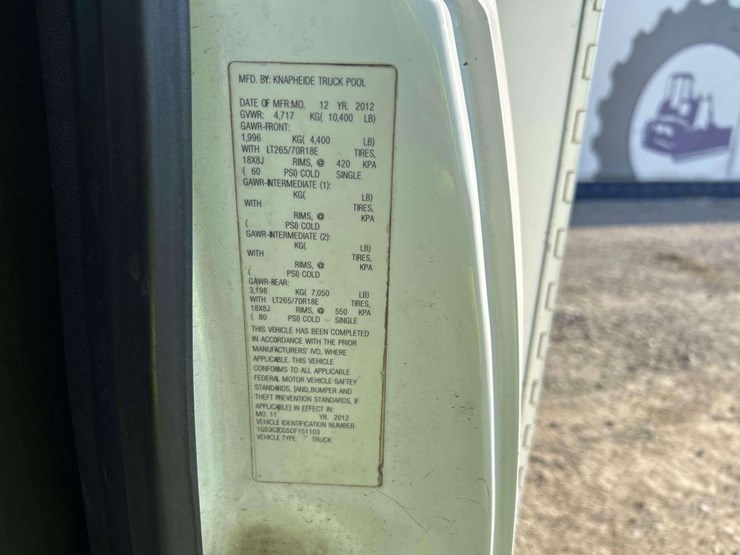 MFD. BY: KNAPHEIDE TRUCK POOL
DATE OF MFR:MO. 12 YR. 2012
GVWR: 4,717 KG( 10,400 LB)
GAWR-FRONT:
1,996 KG( 4,400 LB)
WITH LT265/70R18E TIRES,
18X8J RIMS, @ 420 KPA
( 60 PSI) COLD SINGLE
GAWR-INTERMEDIATE (1):
KG( LB)
WITH TIRES,
RIMS, @ KPA
( PSI) COLD
GAWR-INTERMEDIATE (2):
KG( LB)
WITH TIRES,
RIMS, @ KPA
( PSI) COLD
GAWR-REAR:
3,198 KG( 7,050 LB)
WITH LT265/70R18E TIRES,
18X8J RIMS, @ 550 KPA
( 80 PSI) COLD SINGLE
THIS VEHICLE HAS BEEN COMPLETED
IN ACCORDANCE WITH THE PRIOR
MANUFACTURERS' IVD, WHERE
APPLICABLE. THIS VEHICLE
CONFORMS TO ALL APPLICABLE
FEDERAL MOTOR VEHICLE SAFTEY
STANDARDS, [AND,BUMPER AND
THEFT PREVENTION STANDARDS, IF
APPLICABLE] IN EFFECT IN:
MO. 11 YR. 2012
VEHICLE IDENTIFICATION NUMBER:
VEHICLE TYPE: TRUCK